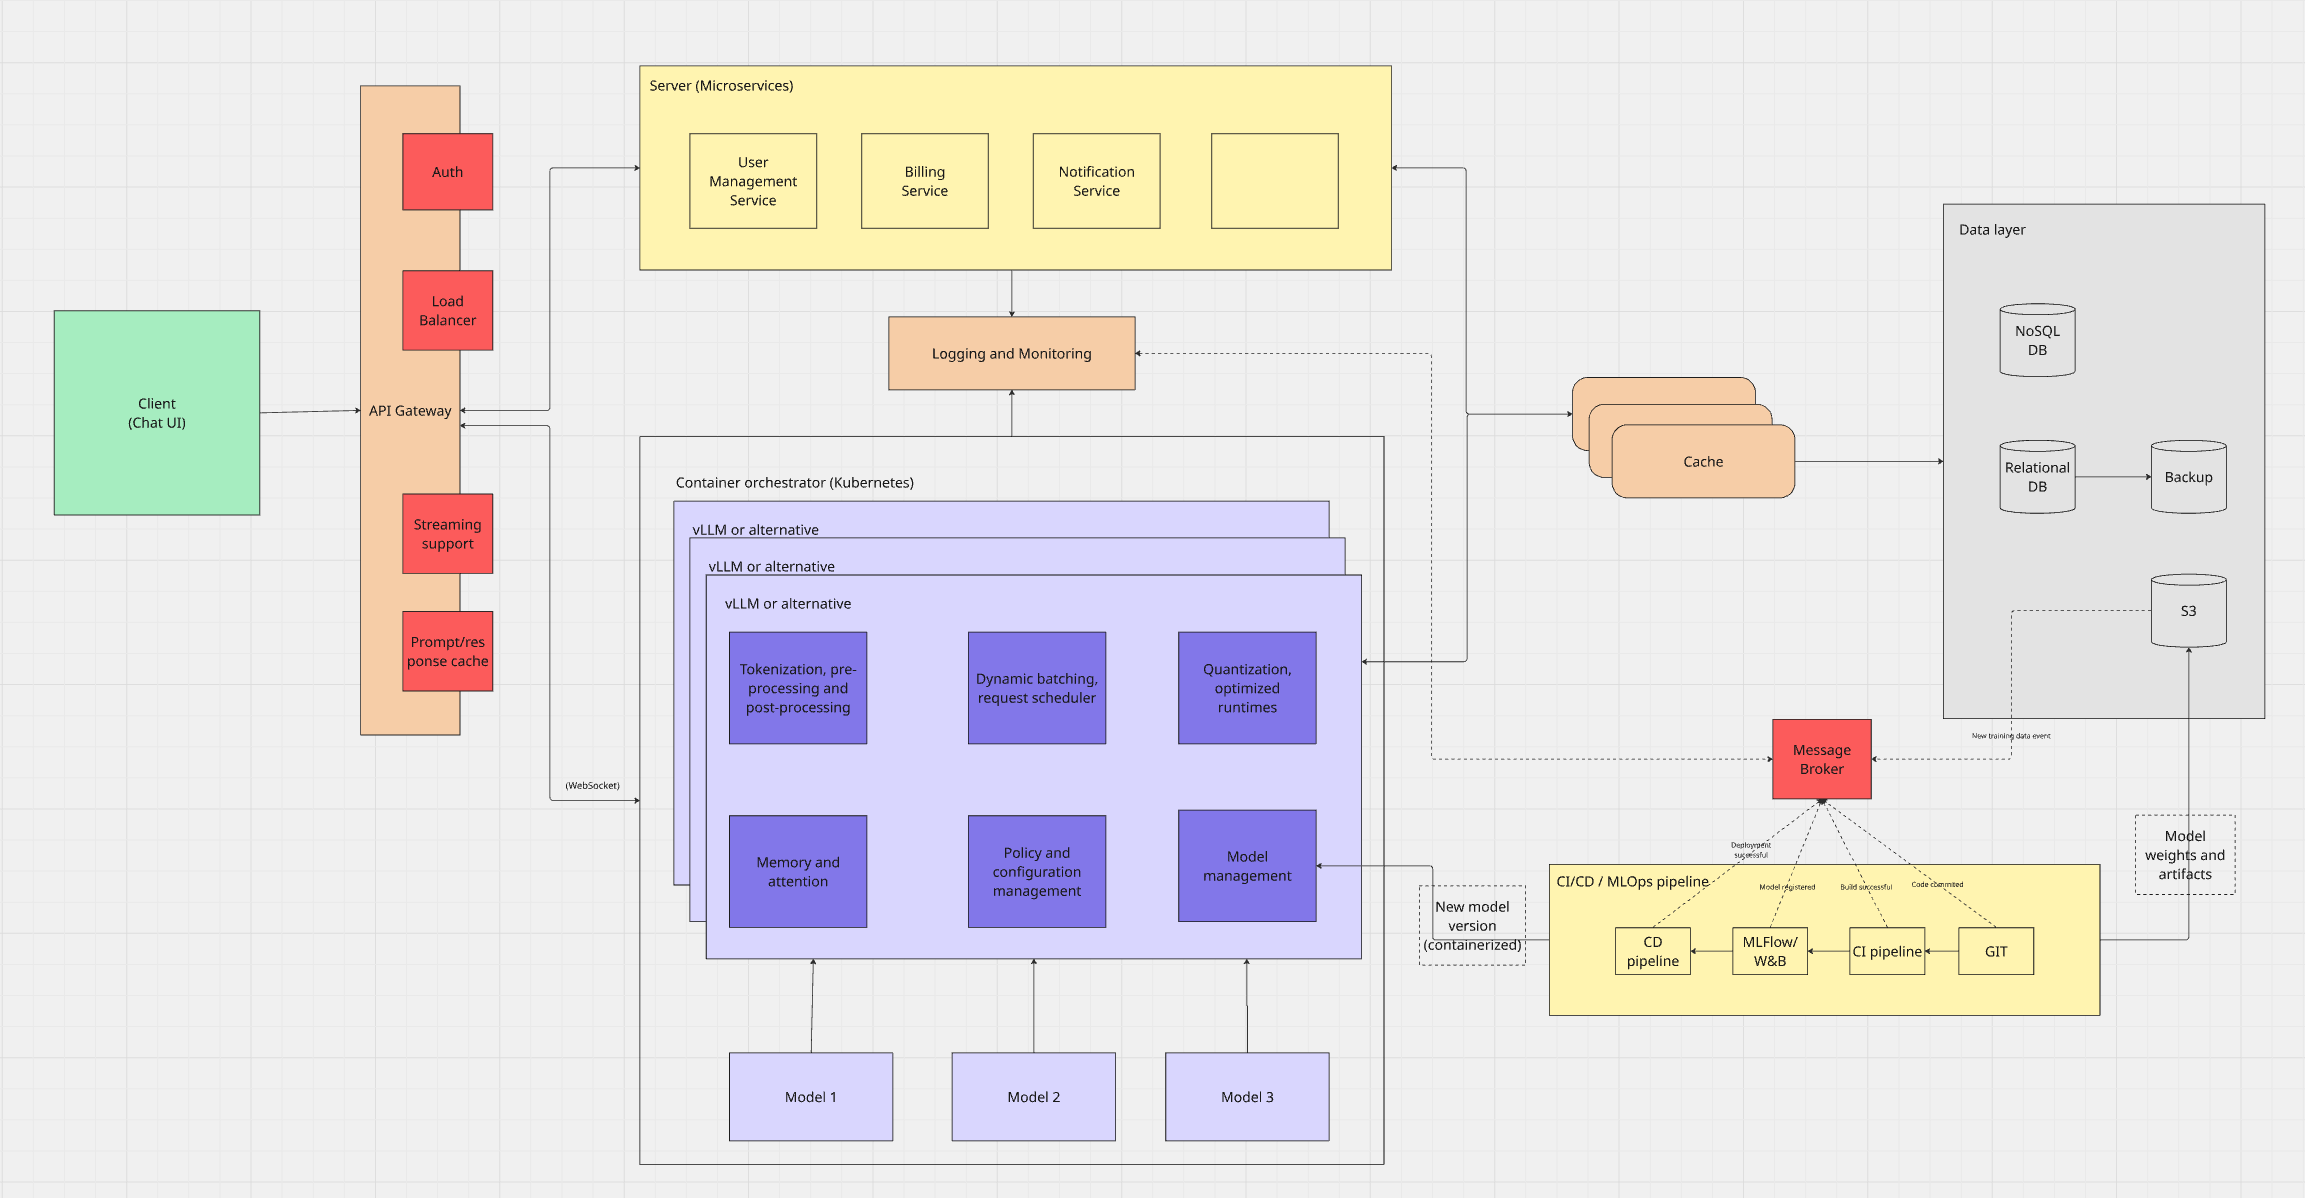 Server (Microservices)
User
Management
Service
Billing
Service
Notification
Service
Auth
Load
Balancer
API Gateway
Streaming
support
Prompt/res
ponse cache
Client
(Chat UI)
(WebSocket)
Logging and Monitoring
Container orchestrator (Kubernetes)
vLLM or alternative
vLLM or alternative
vLLM or alternative
Tokenization, pre-
processing and
post-processing
Dynamic batching,
request scheduler
Quantization,
optimized
runtimes
Memory and
attention
Policy and
configuration
management
Model
management
Model 1
Model 2
Model 3
Cache
Data layer
NoSQL
DB
Relational
DB
Backup
S3
New training data event
Message
Broker
Model
weights and
artifacts
New model
version
(containerized)
CI/CD / MLOps pipeline
Deployment
successful
Model registered
Build successful
Code commited
CD
pipeline
MLFlow/
W&B
CI pipeline
GIT